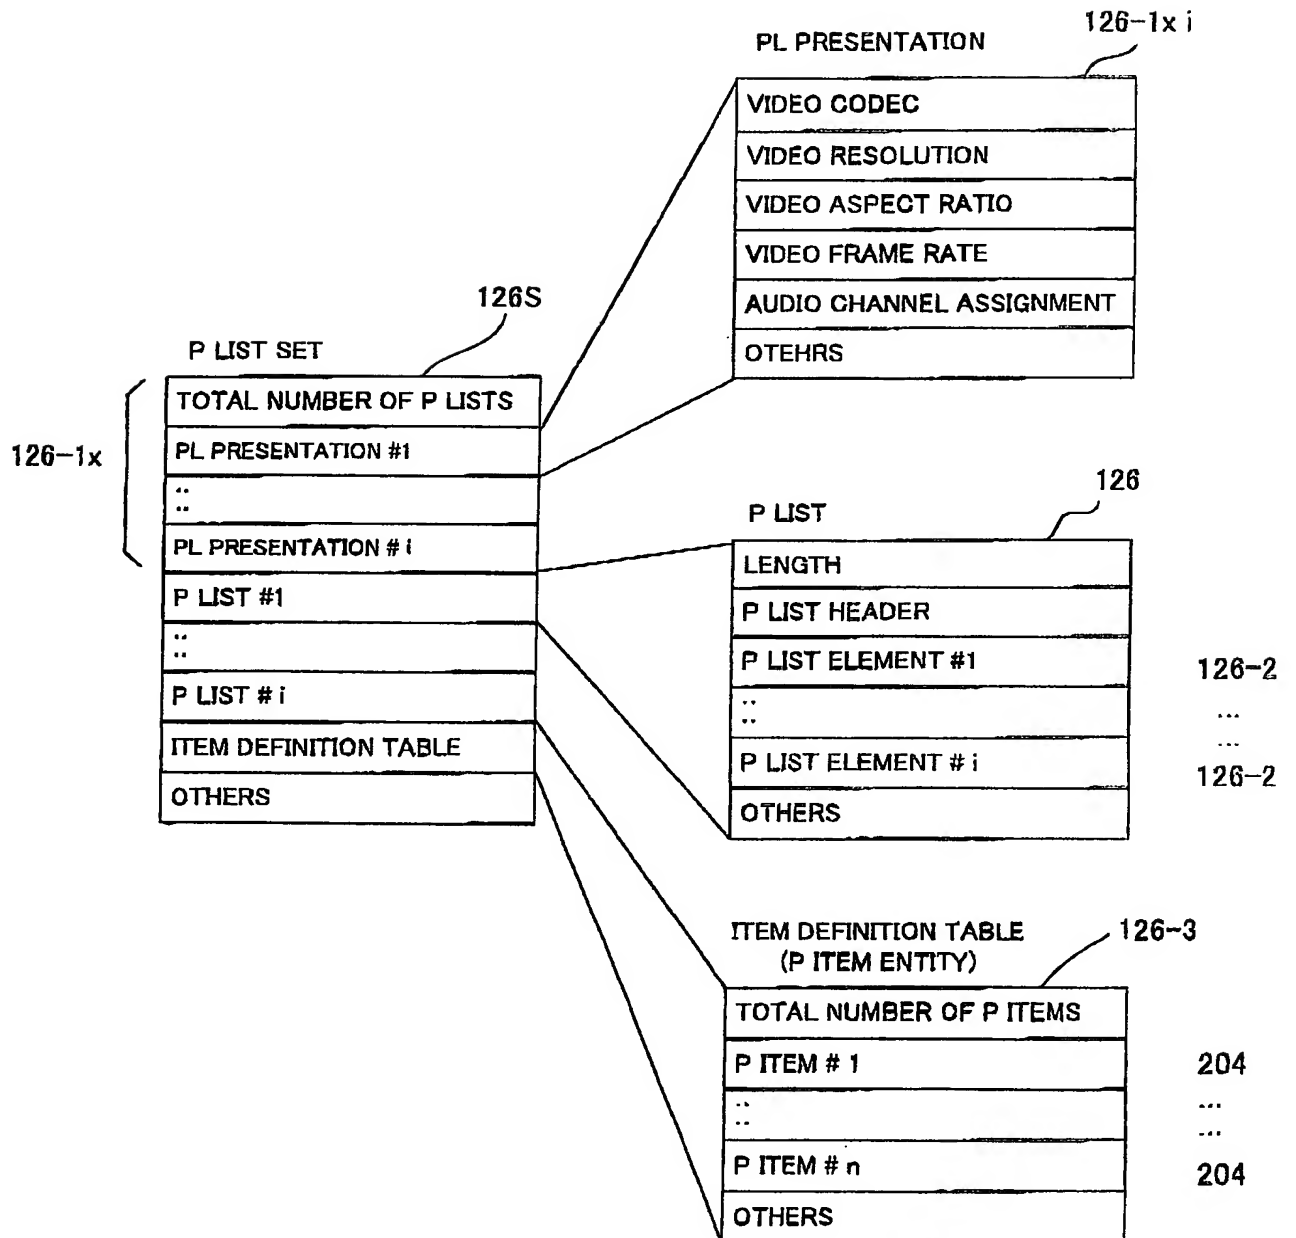 126-1x i
PL PRESENTATION
VIDEO CODEC
VIDEO RESOLUTION
VIDEO ASPECT RATIO
VIDEO FRAME RATE
AUDIO CHANNEL ASSIGNMENT
OTEHRS
126S
P LIST SET
TOTAL NUMBER OF P LISTS
126-1x
PL PRESENTATION #1
::
PL PRESENTATION # i
P LIST #1
::
P LIST # i
ITEM DEFINITION TABLE
OTHERS
126
P LIST
LENGTH
P LIST HEADER
P LIST ELEMENT #1
126-2
::
...
...
P LIST ELEMENT # i
126-2
OTHERS
ITEM DEFINITION TABLE
(P ITEM ENTITY)
126-3
TOTAL NUMBER OF P ITEMS
P ITEM # 1
204
::
...
...
P ITEM # n
204
OTHERS